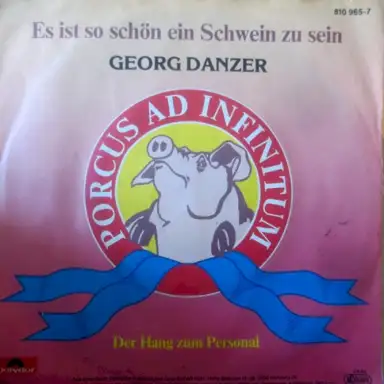 810 965-7
Es ist so schön ein Schwein zu sein
GEORG DANZER
PORCUS AD INFINITUM
Der Hang zum Personal
polydor